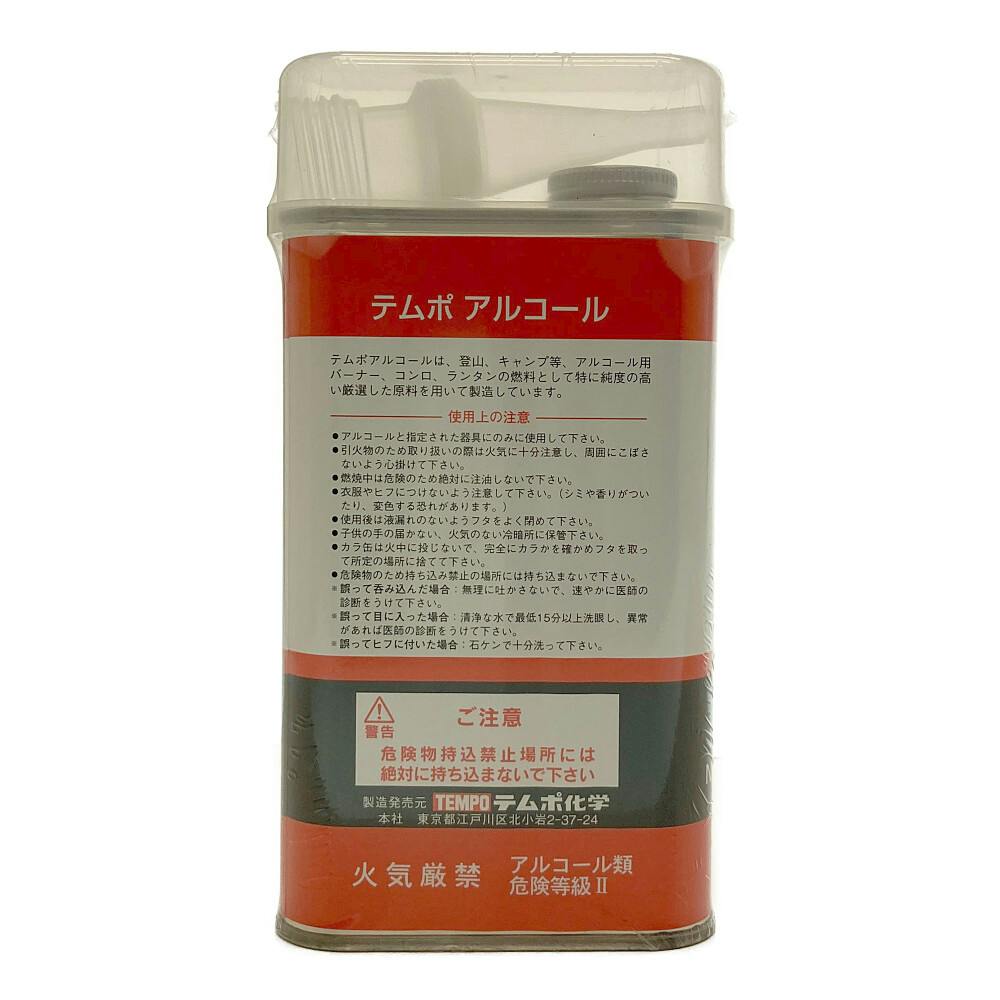 テムポ アルコール
テムポアルコールは、登山、キャンプ等、アルコール用
バーナー、コンロ、ランタンの燃料として特に純度の高
い厳選した原料を用いて製造しています。
使用上の注意
●アルコールと指定された器具にのみに使用して下さい。
●引火物のため取り扱いの際は火気に十分注意し、周囲にこぼさ
ないよう心掛けて下さい。
●燃焼中は危険のため絶対に注油しないで下さい。
●衣服やヒフにつけないよう注意して下さい。(シミや香りがつい
たり、変色する恐れがあります。)
●使用後は液漏れのないようフタをよく閉めて下さい。
●子供の手の届かない、火気のない冷暗所に保管下さい。
●カラ缶は火中に投じないで、完全にカラかを確かめフタを取っ
て所定の場所に捨てて下さい。
●危険物のため持ち込み禁止の場所には持ち込まないで下さい。
※誤って呑み込んだ場合:無理に吐かさないで、速やかに医師の
診断をうけて下さい。
※誤って目に入った場合:清浄な水で最低15分以上洗眼し、異常
があれば医師の診断をうけて下さい。
※誤ってヒフに付いた場合:石ケンで十分洗って下さい。
警告
ご注意
危険物持込禁止場所には
絶対に持ち込まないで下さい
製造発売元 TEMPO テムポ化学
本社 東京都江戸川区北小岩2-37-24
火気厳禁
アルコール類
危険等級Ⅱ